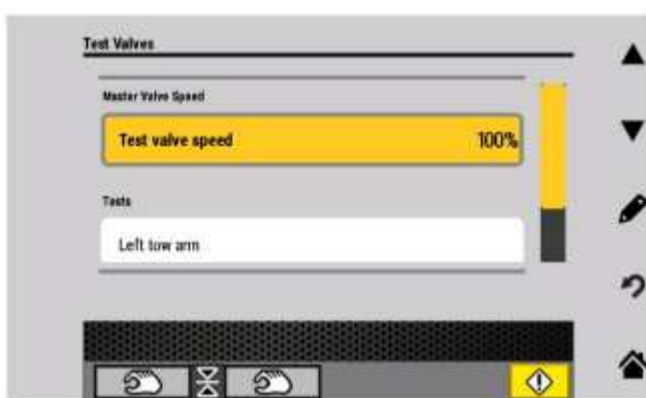 Test Valves
Master Valve Speed
Test valve speed 100%
Tests
Left tow arm